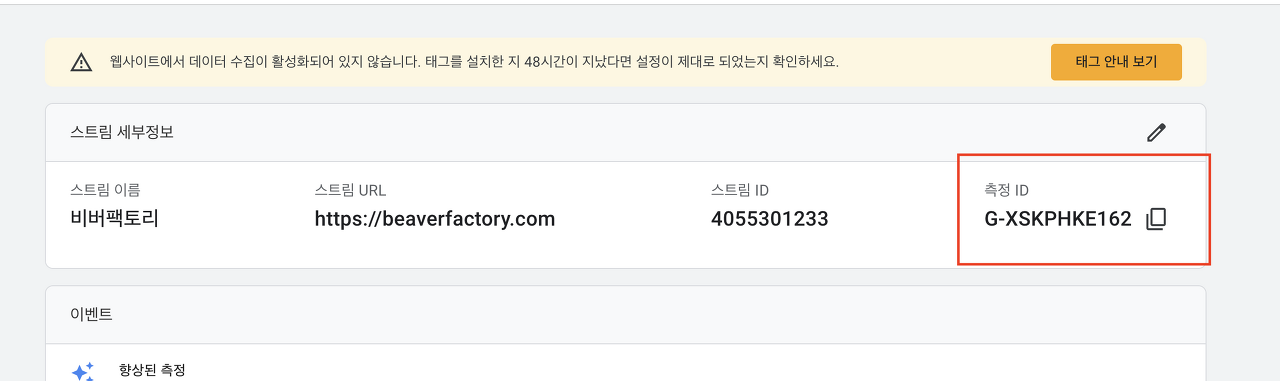 웹사이트에서 데이터 수집이 활성화되어 있지 않습니다. 태그를 설치한 지 48시간이 지났다면 설정이 제대로 되었는지 확인하세요.
태그 안내 보기
스트림 세부정보
스트림 이름
비버팩토리
스트림 URL
https://beaverfactory.com
스트림 ID
4055301233
측정 ID
G-XSKPHKE162
이벤트
향상된 측정